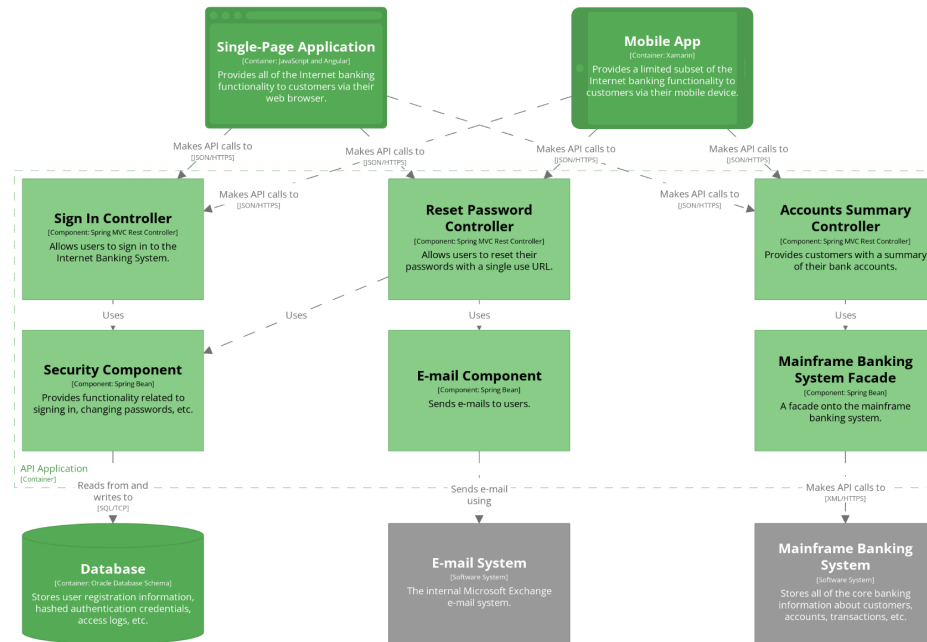 Single-Page Application
[Container: JavaScript and Angular]
Provides all of the Internet banking
functionality to customers via their
web browser.
Mobile App
[Container: Xamarin]
Provides a limited subset of the
Internet banking functionality to
customers via their mobile device.
Makes API calls to
[JSON/HTTPS]
Makes API calls to
[JSON/HTTPS]
Makes API calls to
[JSON/HTTPS]
Makes API calls to
[JSON/HTTPS]
Makes API calls to
[JSON/HTTPS]
Makes API calls to
[JSON/HTTPS]
Sign In Controller
[Component: Spring MVC Rest Controller]
Allows users to sign in to the
Internet Banking System.
Reset Password
Controller
[Component: Spring MVC Rest Controller]
Allows users to reset their
passwords with a single use URL.
Accounts Summary
Controller
[Component: Spring MVC Rest Controller]
Provides customers with a summary
of their bank accounts.
Uses
Uses
Uses
Uses
Security Component
[Component: Spring Bean]
Provides functionality related to
signing in, changing passwords, etc.
E-mail Component
[Component: Spring Bean]
Sends e-mails to users.
Mainframe Banking
System Facade
[Component: Spring Bean]
A facade onto the mainframe
banking system.
API Application
[Container]
Reads from and
writes to
[SQL/TCP]
Sends e-mail
using
Makes API calls to
[XML/HTTPS]
Database
[Container: Oracle Database Schema]
Stores user registration information,
hashed authentication credentials,
access logs, etc.
E-mail System
[Software System]
The internal Microsoft Exchange
e-mail system.
Mainframe Banking
System
[Software System]
Stores all of the core banking
information about customers,
accounts, transactions, etc.